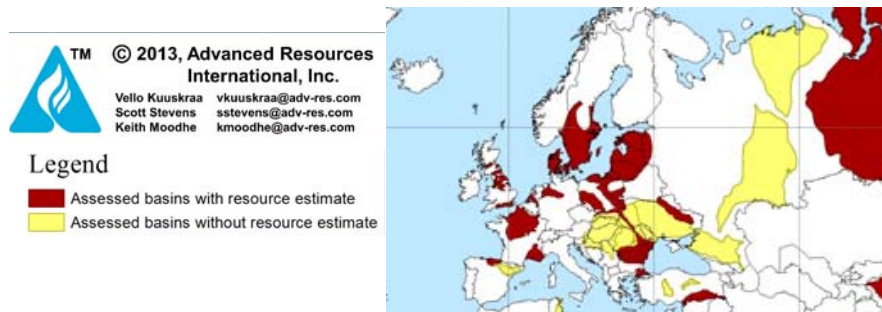 TM
© 2013, Advanced Resources
International, Inc.
Vello Kuuskraa vkuuskraa@adv-res.com
Scott Stevens sstevens@adv-res.com
Keith Moodhe kmoodhe@adv-res.com
Legend
Assessed basins with resource estimate
Assessed basins without resource estimate